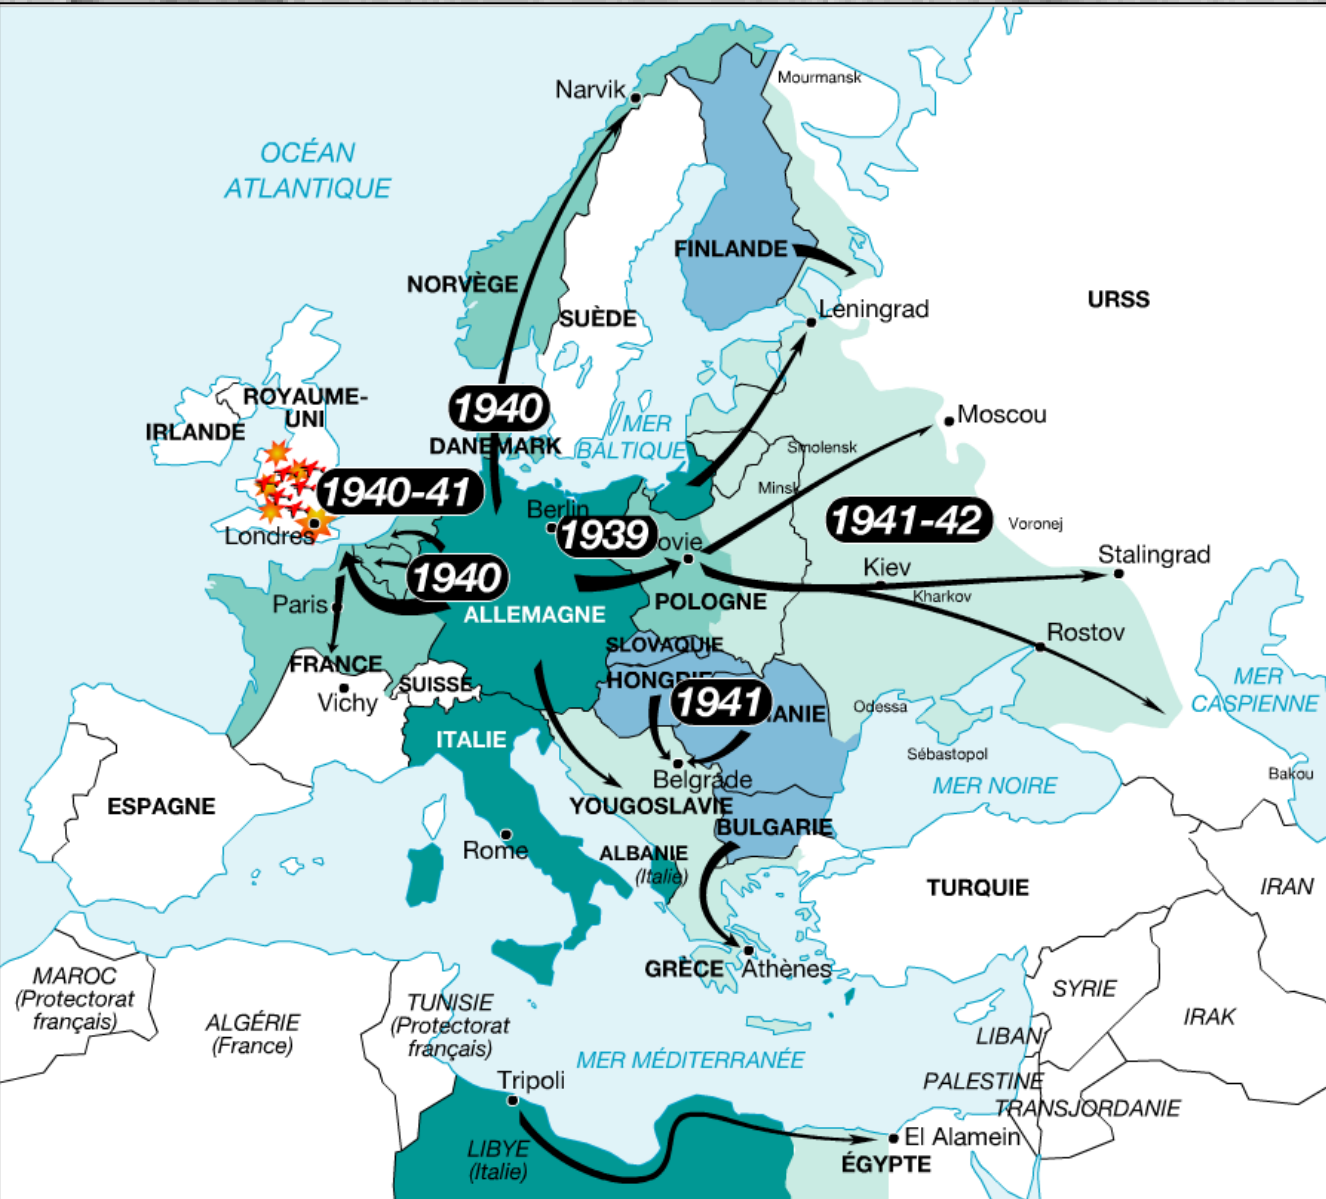 Mourmansk
Narvik
OCÉAN
ATLANTIQUE
FINLANDE
NORVÈGE
URSS
Leningrad
SUÈDE
ROYAUME-
UNI
IRLANDE
1940
MER
BALTIQUE
DANEMARK
Moscou
Smolensk
Minsk
1940-41
Berlin
1939
ovie
1941-42
Voronej
Londres
Stalingrad
Kiev
Kharkov
1940
Paris
ALLEMAGNE
POLOGNE
Rostov
SLOVAQUIE
FRANCE
Vichy
SUISSE
HONGRIE
1941
MANIE
Odessa
MER
CASPIENNE
ITALIE
Sébastopol
Belgrade
MER NOIRE
Bakou
ESPAGNE
YOUGOSLAVIE
BULGARIE
Rome
ALBANIE
(Italie)
TURQUIE
IRAN
GRÈCE
Athènes
MAROC
(Protectorat
français)
ALGÉRIE
(France)
TUNISIE
(Protectorat
français)
SYRIE
IRAK
LIBAN
MER MÉDITERRANÉE
PALESTINE
TRANSJORDANIE
Tripoli
LIBYE
(Italie)
El Alamein
ÉGYPTE